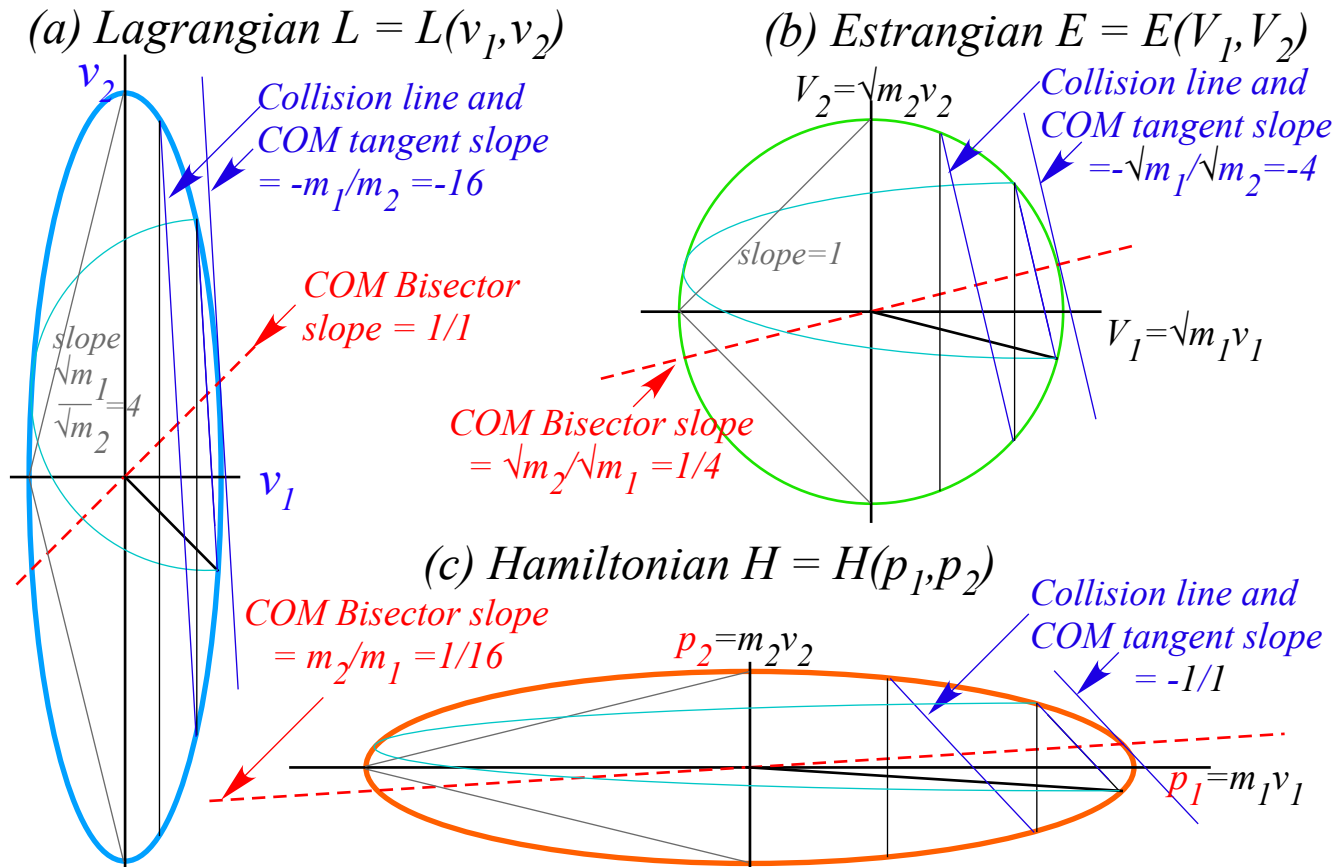 (a) Lagrangian L = L(v₁,v₂)
v₂
Collision line and
COM tangent slope
= -m₁/m₂ =-16
COM Bisector
slope = 1/1
slope
√m₁
√m₂ =4
v₁
COM Bisector slope
= m₂/m₁ =1/16
(b) Estrangian E = E(V₁,V₂)
V₂=√m₂v₂
Collision line and
COM tangent slope
=-√m₁/√m₂=-4
slope=1
V₁=√m₁v₁
COM Bisector slope
= √m₂/√m₁ =1/4
(c) Hamiltonian H = H(p₁,p₂)
p₂=m₂v₂
Collision line and
COM tangent slope
= -1/1
p₁=m₁v₁